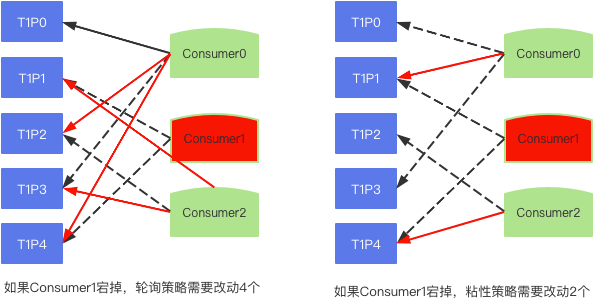 T1P0
T1P1
T1P2
T1P3
T1P4
Consumer0
Consumer1
Consumer2
如果Consumer1宕掉，轮询策略需要改动4个
T1P0
T1P1
T1P2
T1P3
T1P4
Consumer0
Consumer1
Consumer2
如果Consumer1宕掉，粘性策略需要改动2个